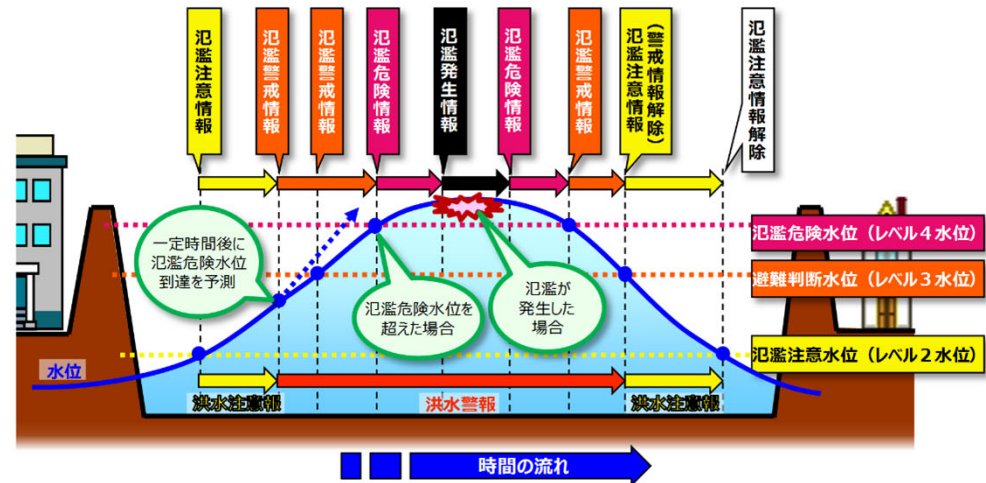 氾濫注意情報
氾濫警戒情報
氾濫警戒情報
氾濫危険情報
氾濫発生情報
氾濫危険情報
氾濫警戒情報
(警戒情報解除)
氾濫注意情報
氾濫注意情報解除
一定時間後に
氾濫危険水位
到達を予測
氾濫危険水位を
超えた場合
氾濫が
発生した
場合
氾濫危険水位（レベル４水位）
避難判断水位（レベル３水位）
氾濫注意水位（レベル２水位）
水位
洪水注意報
洪水警報
洪水注意報
時間の流れ